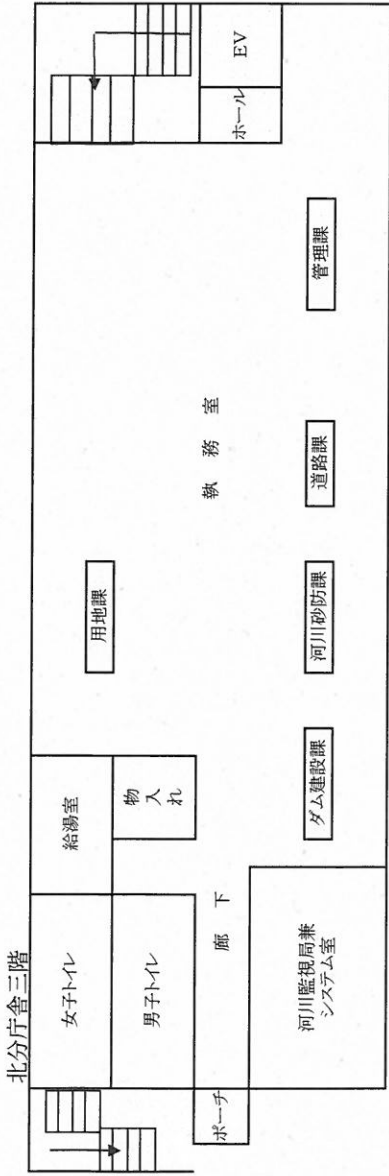 北分庁舎三階
女子トイレ
給湯室
男子トイレ
物入れ
用地課
ポーチ
廊下
執務室
ホール
EV
河川監視局兼
システム室
ダム建設課
河川砂防課
道路課
管理課